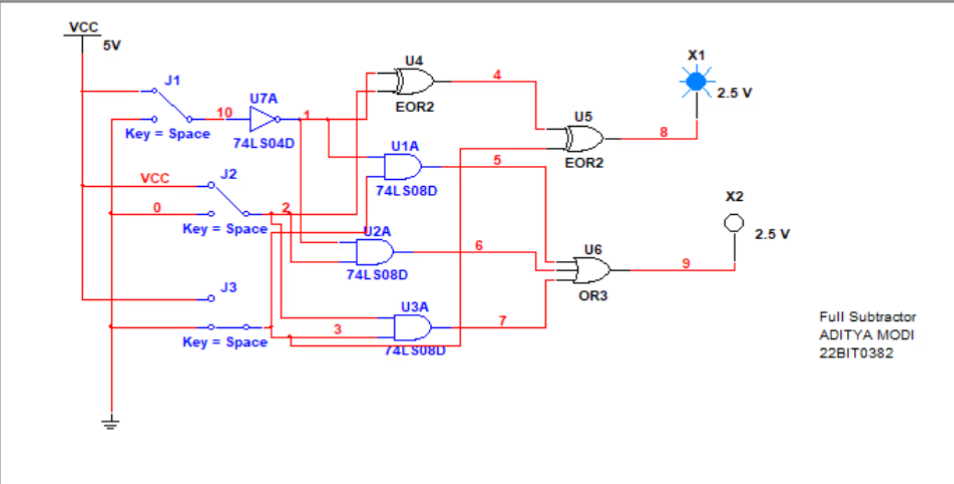 VCC
5V
J1
Key = Space
10
U7A
74LS04D
1
U4
EOR2
4
X1
2.5 V
U5
EOR2
8
U1A
74LS08D
5
VCC
J2
0
Key = Space
2
U2A
74LS08D
6
X2
2.5 V
U6
OR3
9
J3
Key = Space
3
U3A
74LS08D
7
Full Subtractor
ADITYA MODI
22BIT0382